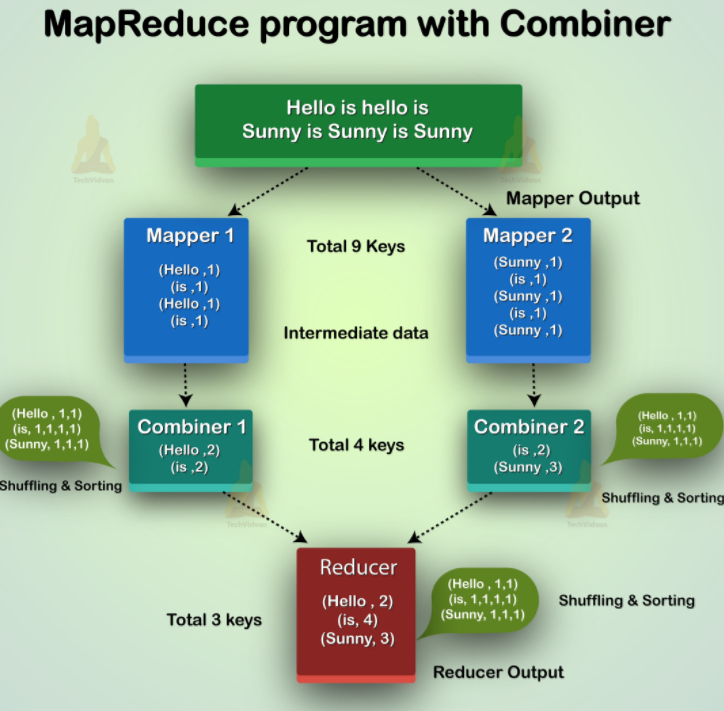 MapReduce program with Combiner
Hello is hello is
Sunny is Sunny is Sunny
TechVidvan
TechVidvan
Mapper Output
Mapper 1
(Hello ,1)
(is ,1)
(Hello ,1)
(is ,1)
Total 9 Keys
Mapper 2
(Sunny ,1)
(is ,1)
(Sunny ,1)
(is ,1)
(Sunny ,1)
Intermediate data
(Hello , 1,1)
(is, 1,1,1,1)
(Sunny, 1,1,1)
Shuffling & Sorting
Combiner 1
(Hello ,2)
(is ,2)
Total 4 keys
Combiner 2
(is ,2)
(Sunny ,3)
(Hello , 1,1)
(is, 1,1,1,1)
(Sunny, 1,1,1)
Shuffling & Sorting
TechVidvan
TechVidvan
Total 3 keys
Reducer
(Hello , 2)
(is, 4)
(Sunny, 3)
(Hello , 1,1)
(is, 1,1,1,1)
(Sunny, 1,1,1)
Shuffling & Sorting
Reducer Output